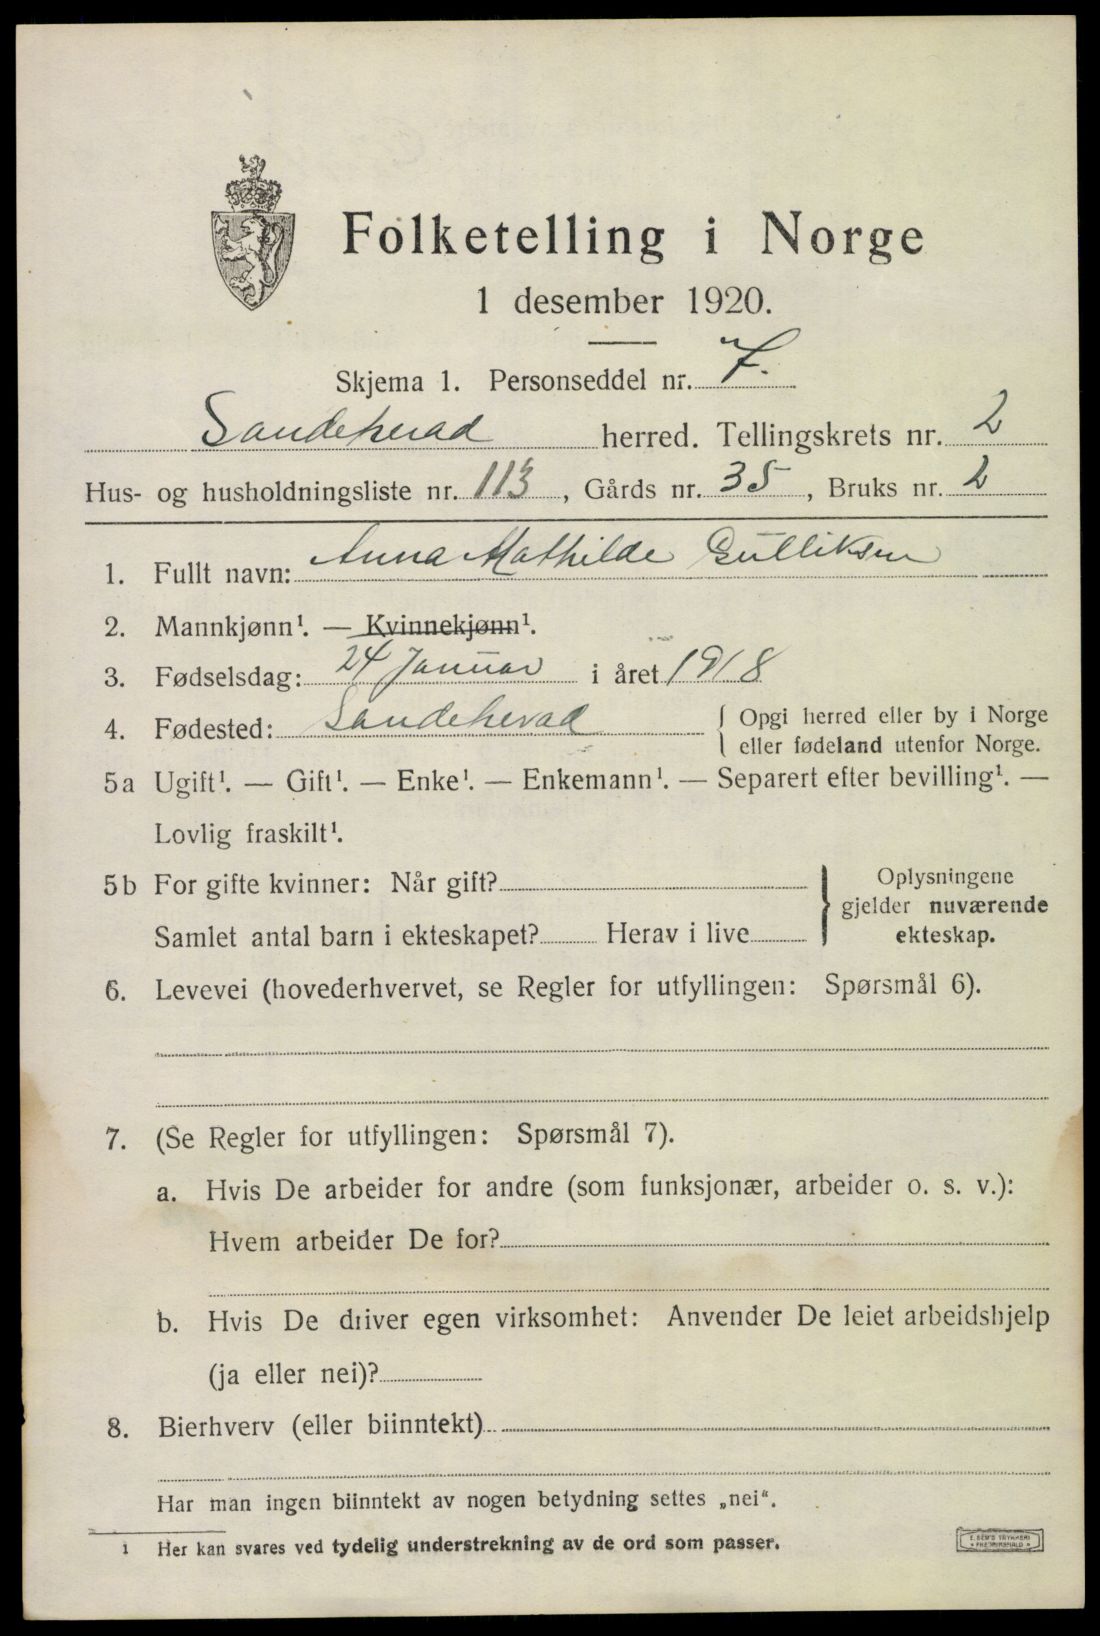 Folketelling i Norge
1 desember 1920.
Skjema 1. Personseddel nr. 7.
Sandeherad herred. Tellingskrets nr. 2
Hus- og husholdningsliste nr. 113, Gårds nr. 35, Bruks nr. 2
1. Fullt navn: Anna Mathilde Gulliksen
2. Mannkjønn¹. — Kvinnekjønn¹.
3. Fødselsdag: 24 Januar i året 1918
4. Fødested: Sandeherad { Opgi herred eller by i Norge
eller fødeland utenfor Norge.
5a Ugift¹. — Gift¹. — Enke¹. — Enkemann¹. — Separert efter bevilling¹. —
Lovlig fraskilt¹.
5b For gifte kvinner: Når gift? } Oplysningene
gjelder nuværende
Samlet antal barn i ekteskapet? Herav i live ekteskap.
6. Levevei (hovederhvervet, se Regler for utfyllingen: Spørsmål 6).
7. (Se Regler for utfyllingen: Spørsmål 7).
a. Hvis De arbeider for andre (som funksjonær, arbeider o. s. v.):
Hvem arbeider De for?
b. Hvis De driver egen virksomhet: Anvender De leiet arbeidshjelp
(ja eller nei)?
8. Bierhverv (eller biinntekt)
Har man ingen biinntekt av nogen betydning settes „nei“.
1 Her kan svares ved tydelig understrekning av de ord som passer.
E. SEM'S TRYKKERI
• FREDRIKSHALD •